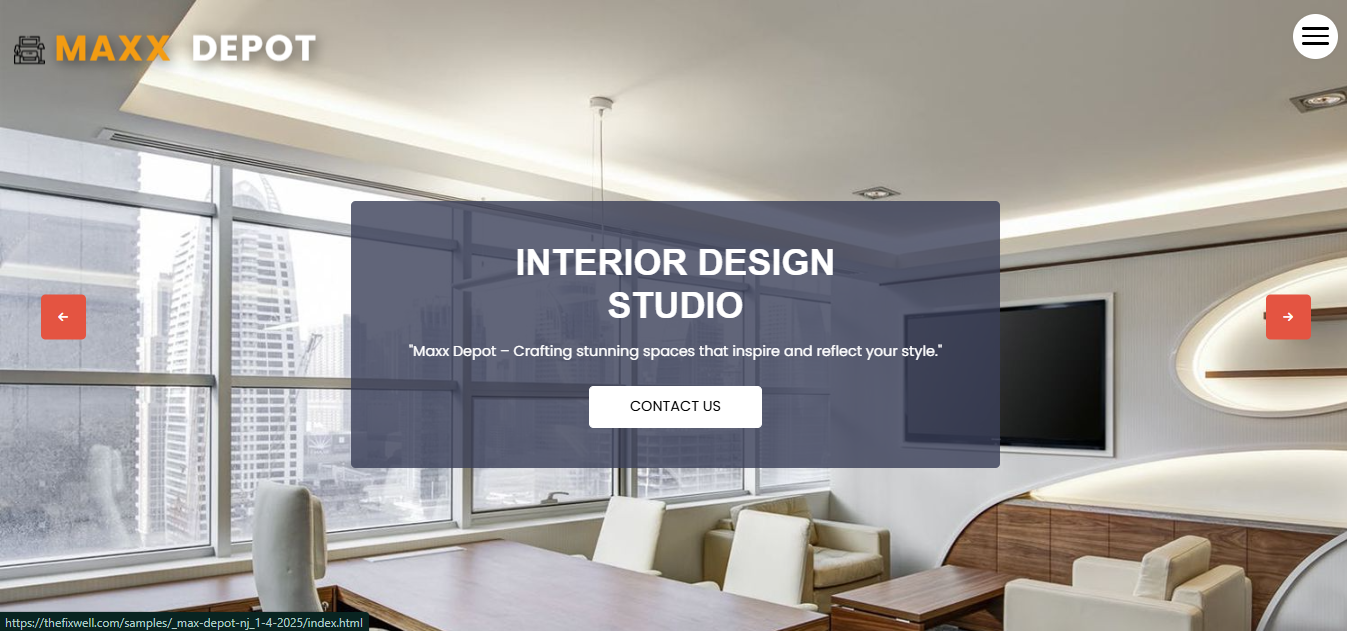 MAXX DEPOT
INTERIOR DESIGN
STUDIO
"Maxx Depot – Crafting stunning spaces that inspire and reflect your style."
CONTACT US
https://thefixwell.com/samples/_max-depot-nj_1-4-2025/index.html